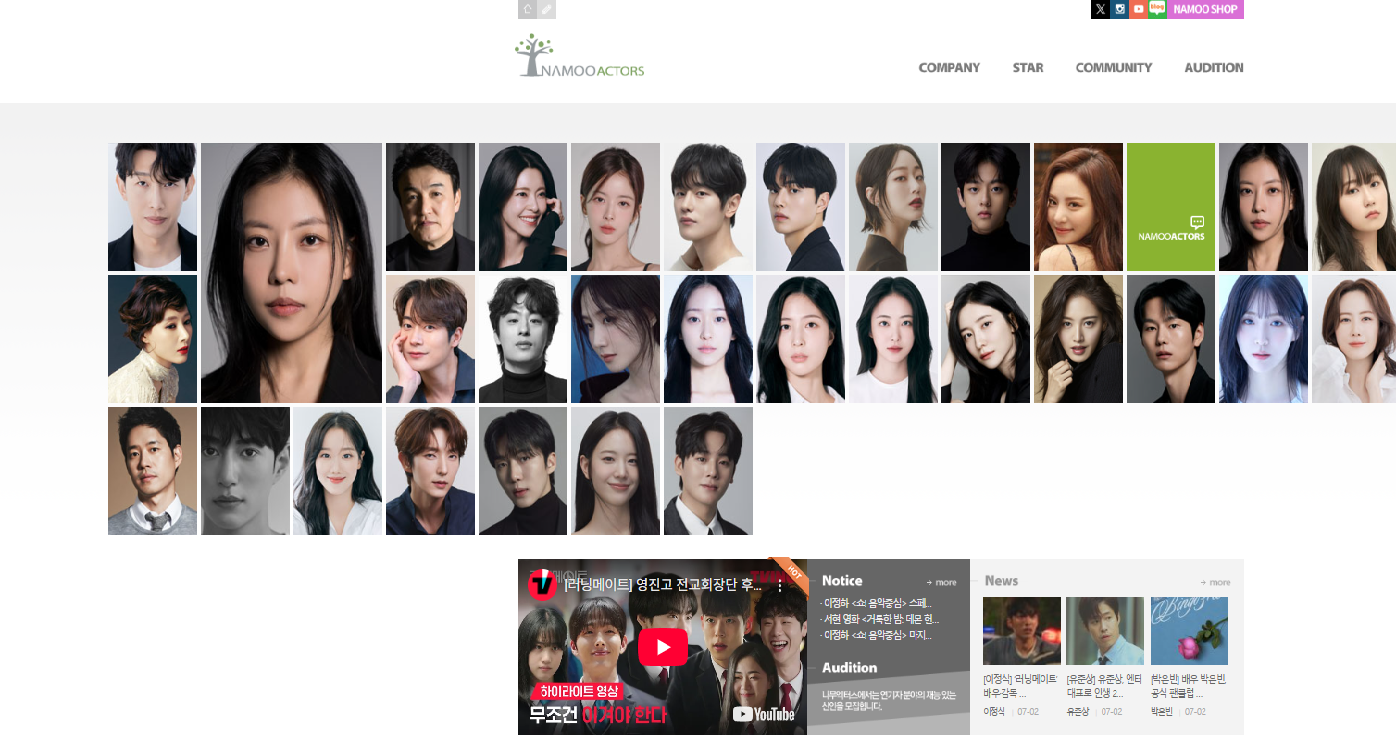 NAMOO SHOP
NAMOO ACTORS
COMPANY
STAR
COMMUNITY
AUDITION
NAMOOACTORS
[러닝메이트] 영진고 전교회장단 후...
HOT
하이라이트 영상
무조건 이겨야 한다
YouTube
Notice
→ more
· 이정하 <쇼! 음악중심> 스페...
· 서현 영화 <거룩한 밤: 데몬 헌...
· 이정하 <쇼! 음악중심> 마지...
Audition
나무엑터스에서는 연기자 분야의 재능 있는
신인을 모집합니다.
News
→ more
[이정식] '러닝메이트'
배우·감독 ...
이정식 | 07-02
[유준상] 유준상, 엔터
대표로 인생 2...
유준상 | 07-02
[박은빈] 배우 박은빈,
공식 팬클럽 ...
박은빈 | 07-02